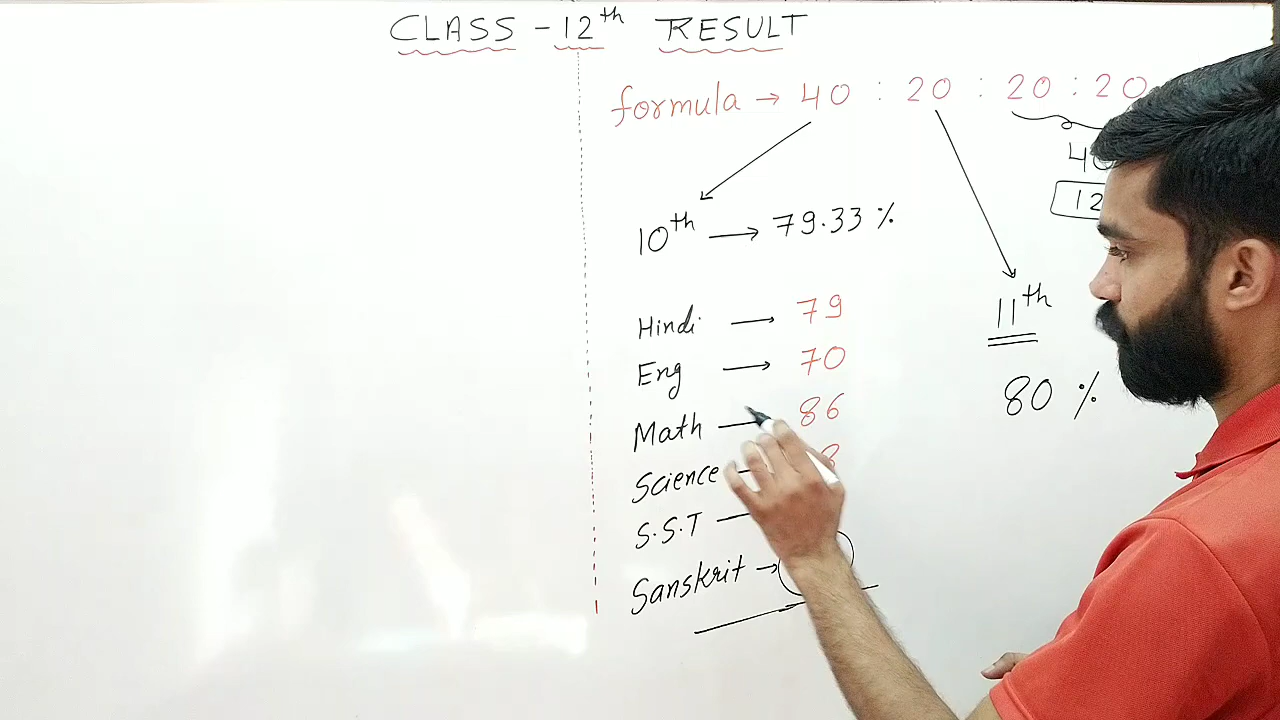 CLASS - 12th RESULT
formula → 40 : 20 : 20 : 20
10th → 79.33 %
Hindi → 79
Eng → 70
Math → 86
Science
S.S.T
Sanskrit →
11th
80 %